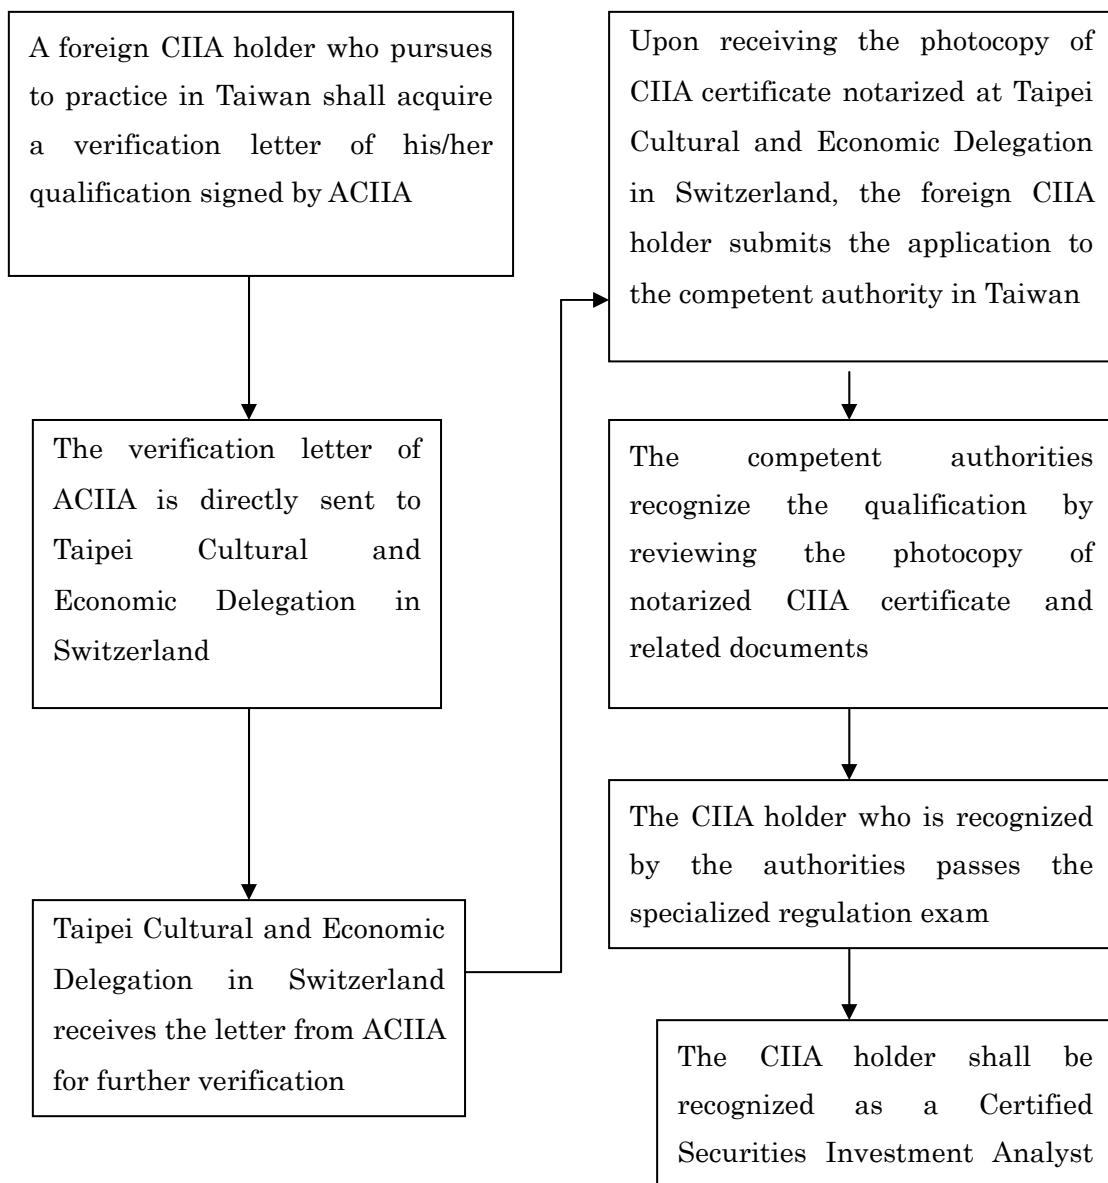 A foreign CIIA holder who pursues
to practice in Taiwan shall acquire
a verification letter of his/her
qualification signed by ACIIA
The verification letter of
ACIIA is directly sent to
Taipei Cultural and
Economic Delegation in
Switzerland
Taipei Cultural and Economic
Delegation in Switzerland
receives the letter from ACIIA
for further verification
Upon receiving the photocopy of
CIIA certificate notarized at Taipei
Cultural and Economic Delegation
in Switzerland, the foreign CIIA
holder submits the application to
the competent authority in Taiwan
The competent authorities
recognize the qualification by
reviewing the photocopy of
notarized CIIA certificate and
related documents
The CIIA holder who is recognized
by the authorities passes the
specialized regulation exam
The CIIA holder shall be
recognized as a Certified
Securities Investment Analyst